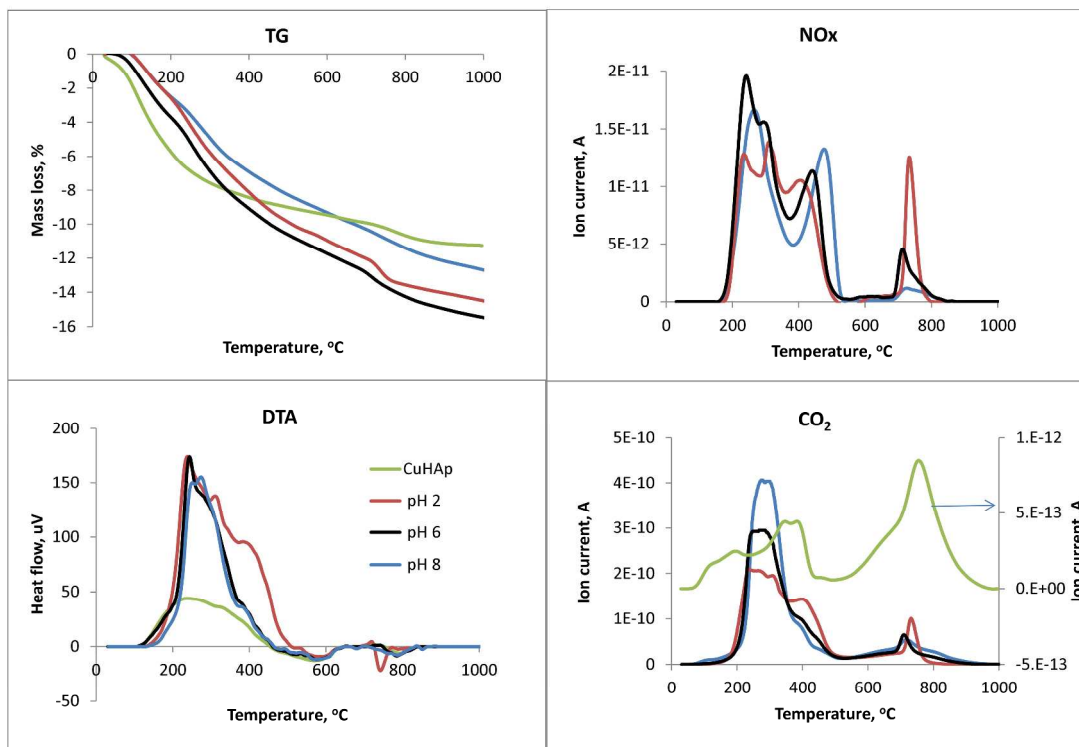 TG
0
0 200 400 600 800 1000
-2
-4
-6
-8
-10
-12
-14
-16
Mass loss, %
Temperature, °C
NOx
2E-11
1.5E-11
1E-11
5E-12
0
0 200 400 600 800 1000
Ion current, A
Temperature, °C
DTA
200
150
100
50
0
-50
0 200 400 600 800 1000
Heat flow, uV
Temperature, °C
CuHAp
pH 2
pH 6
pH 8
CO₂
5E-10
4E-10
3E-10
2E-10
1E-10
0
0 200 400 600 800 1000
Ion current, A
Temperature, °C
1.E-12
5.E-13
0.E+00
-5.E-13
Ion current, A